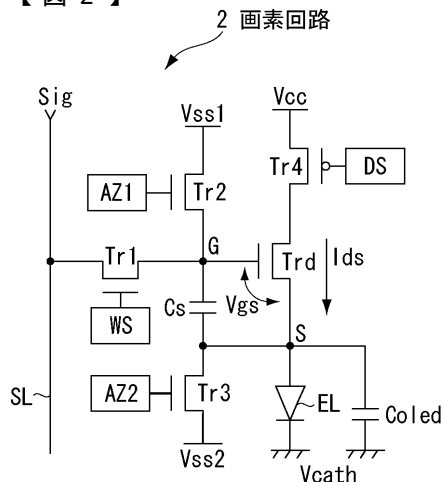 【図2】
2 画素回路
Sig
Vss1
Vcc
AZ1
Tr2
Tr4
DS
Tr1
G
Trd
Ids
WS
Cs
Vgs
S
SL
AZ2
Tr3
EL
Coled
Vss2
Vcath